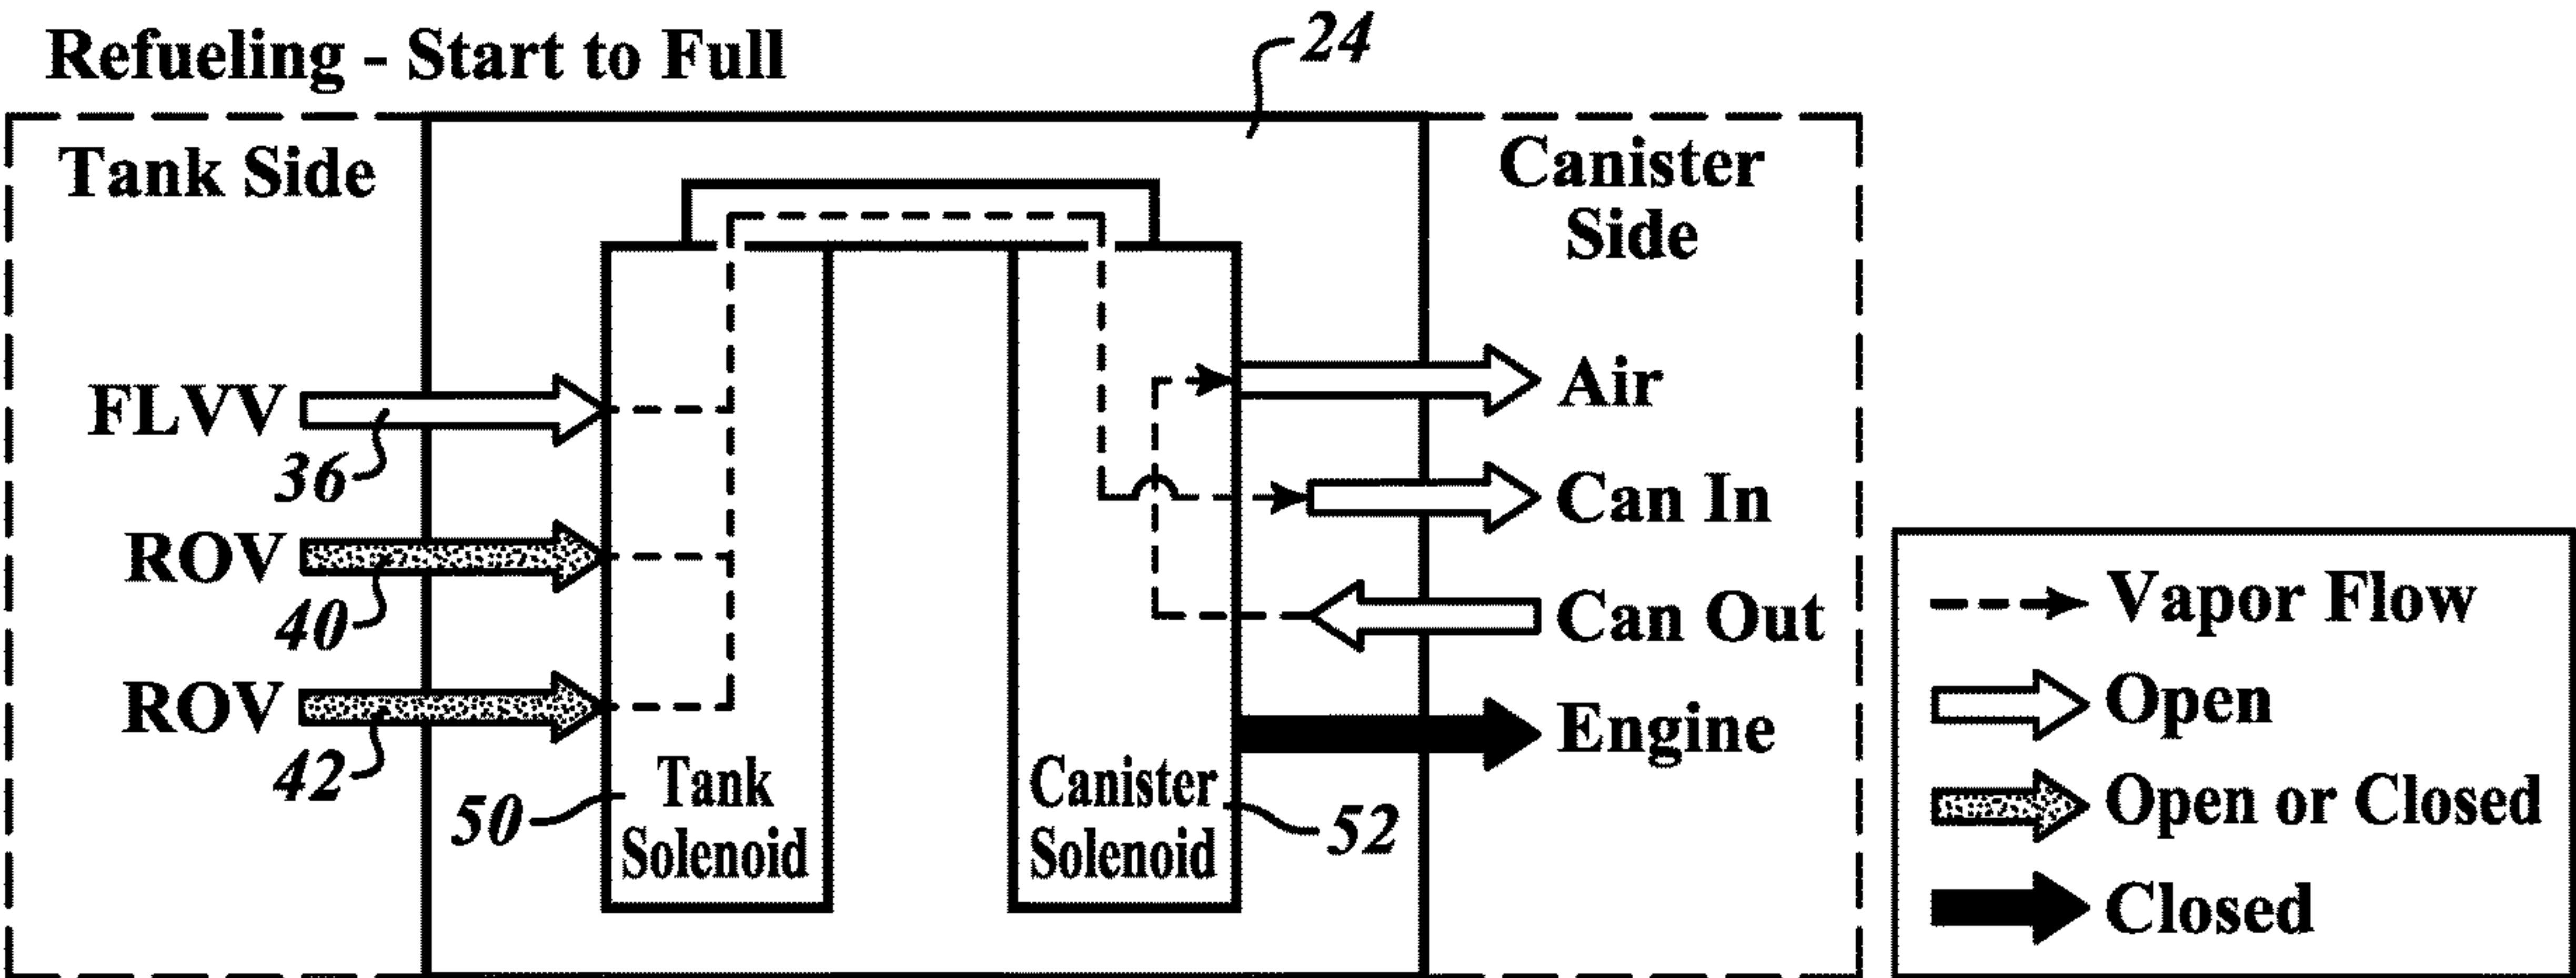 Refueling - Start to Full
24
Tank Side
Canister
Side
FLVV
36
ROV
40
ROV
42
50
Tank
Solenoid
Canister
Solenoid
52
Air
Can In
Can Out
Engine
Vapor Flow
Open
Open or Closed
Closed